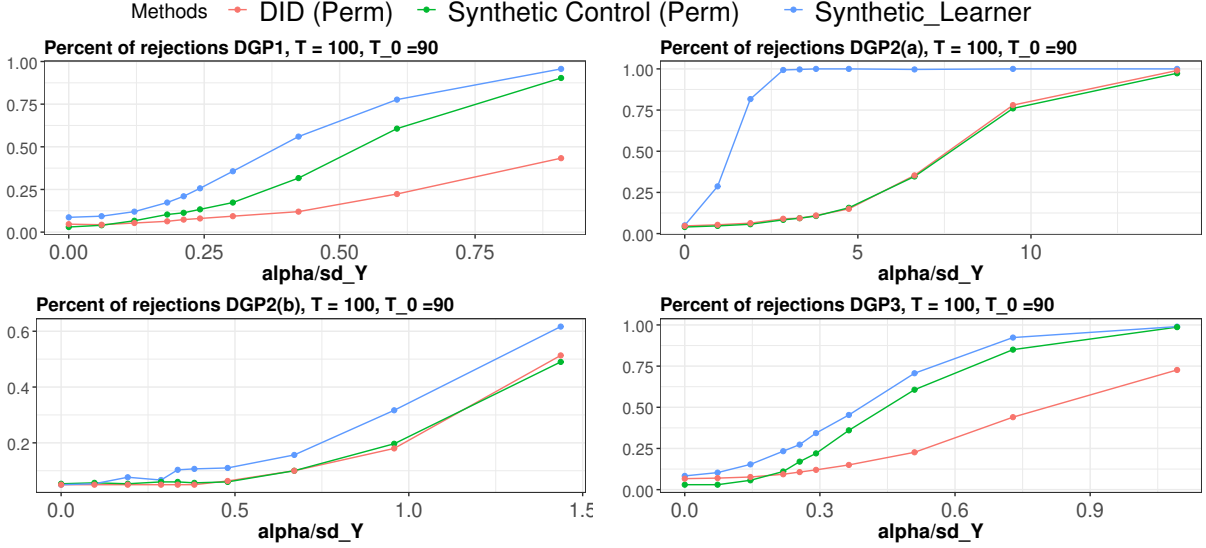 Methods DID (Perm) Synthetic Control (Perm) Synthetic_Learner
Percent of rejections DGP1, T = 100, T_0 =90
1.00
0.75
0.50
0.25
0.00
0.00 0.25 0.50 0.75
alpha/sd_Y
Percent of rejections DGP2(a), T = 100, T_0 =90
1.00
0.75
0.50
0.25
0.00
0 5 10
alpha/sd_Y
Percent of rejections DGP2(b), T = 100, T_0 =90
0.6
0.4
0.2
0.0 0.5 1.0 1.5
alpha/sd_Y
Percent of rejections DGP3, T = 100, T_0 =90
1.00
0.75
0.50
0.25
0.00
0.0 0.3 0.6 0.9
alpha/sd_Y